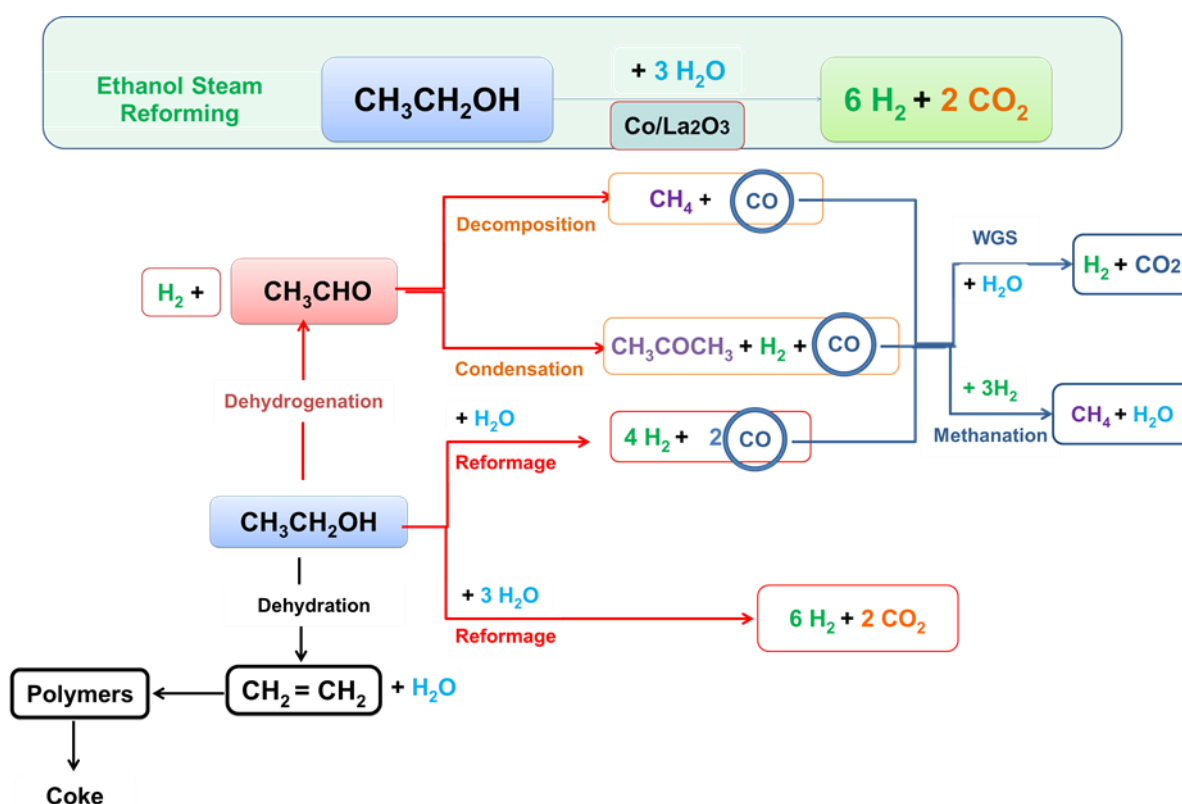 Ethanol Steam
Reforming
CH₃CH₂OH
+ 3 H₂O
Co/La2O3
6 H₂ + 2 CO₂
Decomposition
CH₄ + CO
H₂ +
CH₃CHO
WGS
+ H₂O
H₂ + CO2
Condensation
CH₃COCH₃ + H₂ + CO
Dehydrogenation
+ 3H₂
Methanation
CH₄ + H₂O
+ H₂O
Reformage
4 H₂ + 2 CO
CH₃CH₂OH
Dehydration
+ 3 H₂O
Reformage
6 H₂ + 2 CO₂
CH₂ = CH₂ + H₂O
Polymers
Coke